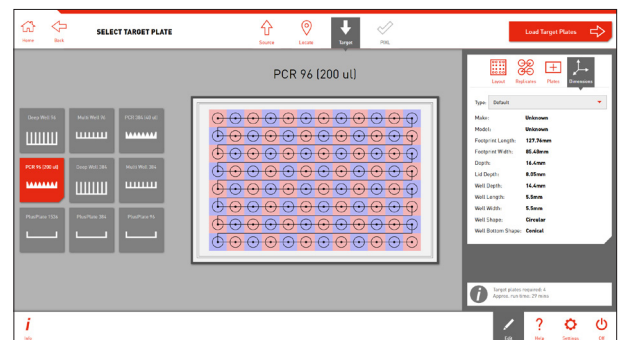 Home
Back
SELECT TARGET PLATE
Source
Locate
Target
PIXL
Load Target Plates
PCR 96 (200 ul)
Deep Well 96
Multi Well 96
PCR 384 (40 ul)
PCR 96 (200 ul)
Deep Well 384
Multi Well 384
PlusPlate 1536
PlusPlate 384
PlusPlate 96
Layout
Replicates
Plates
Dimensions
Type: Default
Make: Unknown
Model: Unknown
Footprint Length: 127.76mm
Footprint Width: 85.48mm
Depth: 16.4mm
Lid Depth: 8.05mm
Well Depth: 14.4mm
Well Length: 5.5mm
Well Width: 5.5mm
Well Shape: Circular
Well Bottom Shape: Conical
Target plates required: 4
Approx. run time: 29 mins
Info
Edit
Help
Settings
Off